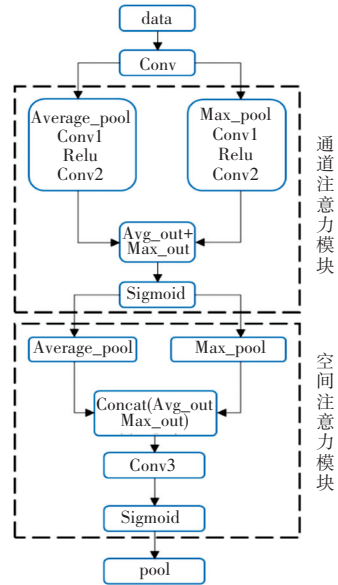 data
Conv
Average_pool
Conv1
Relu
Conv2
Max_pool
Conv1
Relu
Conv2
Avg_out+
Max_out
Sigmoid
通道注意力模块
Average_pool
Max_pool
Concat(Avg_out
Max_out)
Conv3
Sigmoid
空间注意力模块
pool